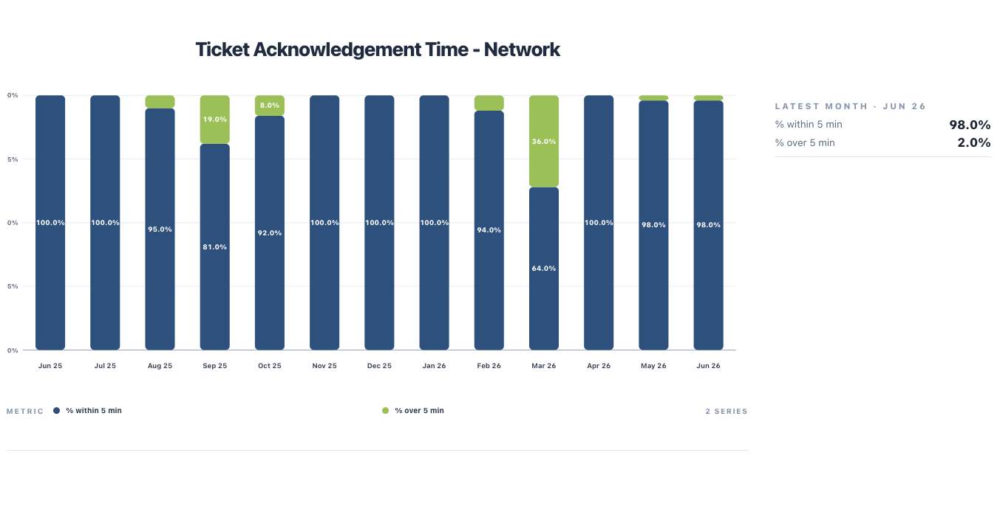 Ticket Acknowledgement Time - Network
0%
5%
0%
5%
0%
19.0%
8.0%
36.0%
100.0%
100.0%
95.0%
81.0%
92.0%
100.0%
100.0%
100.0%
94.0%
64.0%
100.0%
98.0%
98.0%
Jun 25
Jul 25
Aug 25
Sep 25
Oct 25
Nov 25
Dec 25
Jan 26
Feb 26
Mar 26
Apr 26
May 26
Jun 26
METRIC
% within 5 min
% over 5 min
2 SERIES
LATEST MONTH · JUN 26
% within 5 min 98.0%
% over 5 min 2.0%